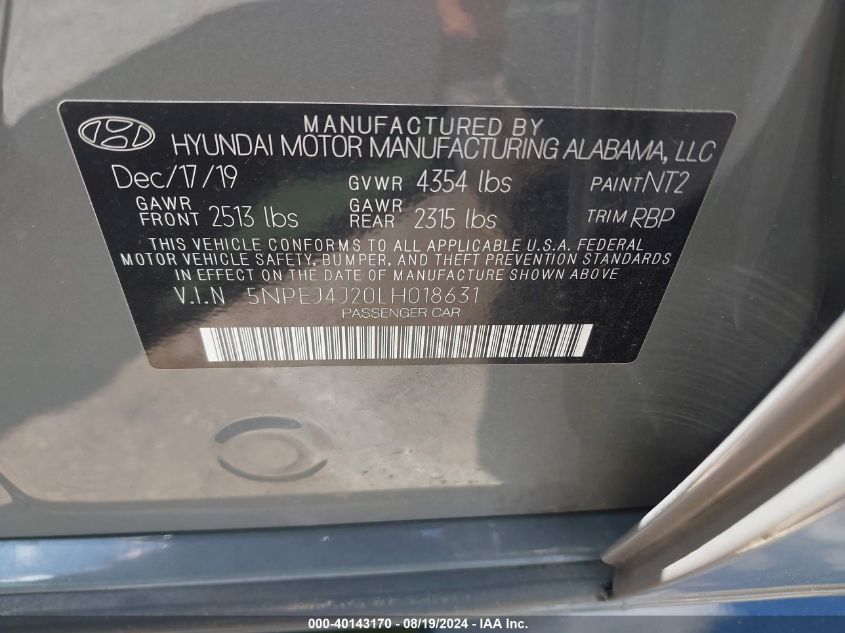 MANUFACTURED BY
HYUNDAI MOTOR MANUFACTURING ALABAMA, LLC
Dec/17/19 GVWR 4354 lbs PAINT NT2
GAWR FRONT 2513 lbs GAWR REAR 2315 lbs TRIM RBP
THIS VEHICLE CONFORMS TO ALL APPLICABLE U.S.A. FEDERAL
MOTOR VEHICLE SAFETY, BUMPER, AND THEFT PREVENTION STANDARDS
IN EFFECT ON THE DATE OF MANUFACTURE SHOWN ABOVE
V.I.N 5NPEJ4J20LH018631
PASSENGER CAR
000-40143170 - 08/19/2024 - IAA Services, Inc.